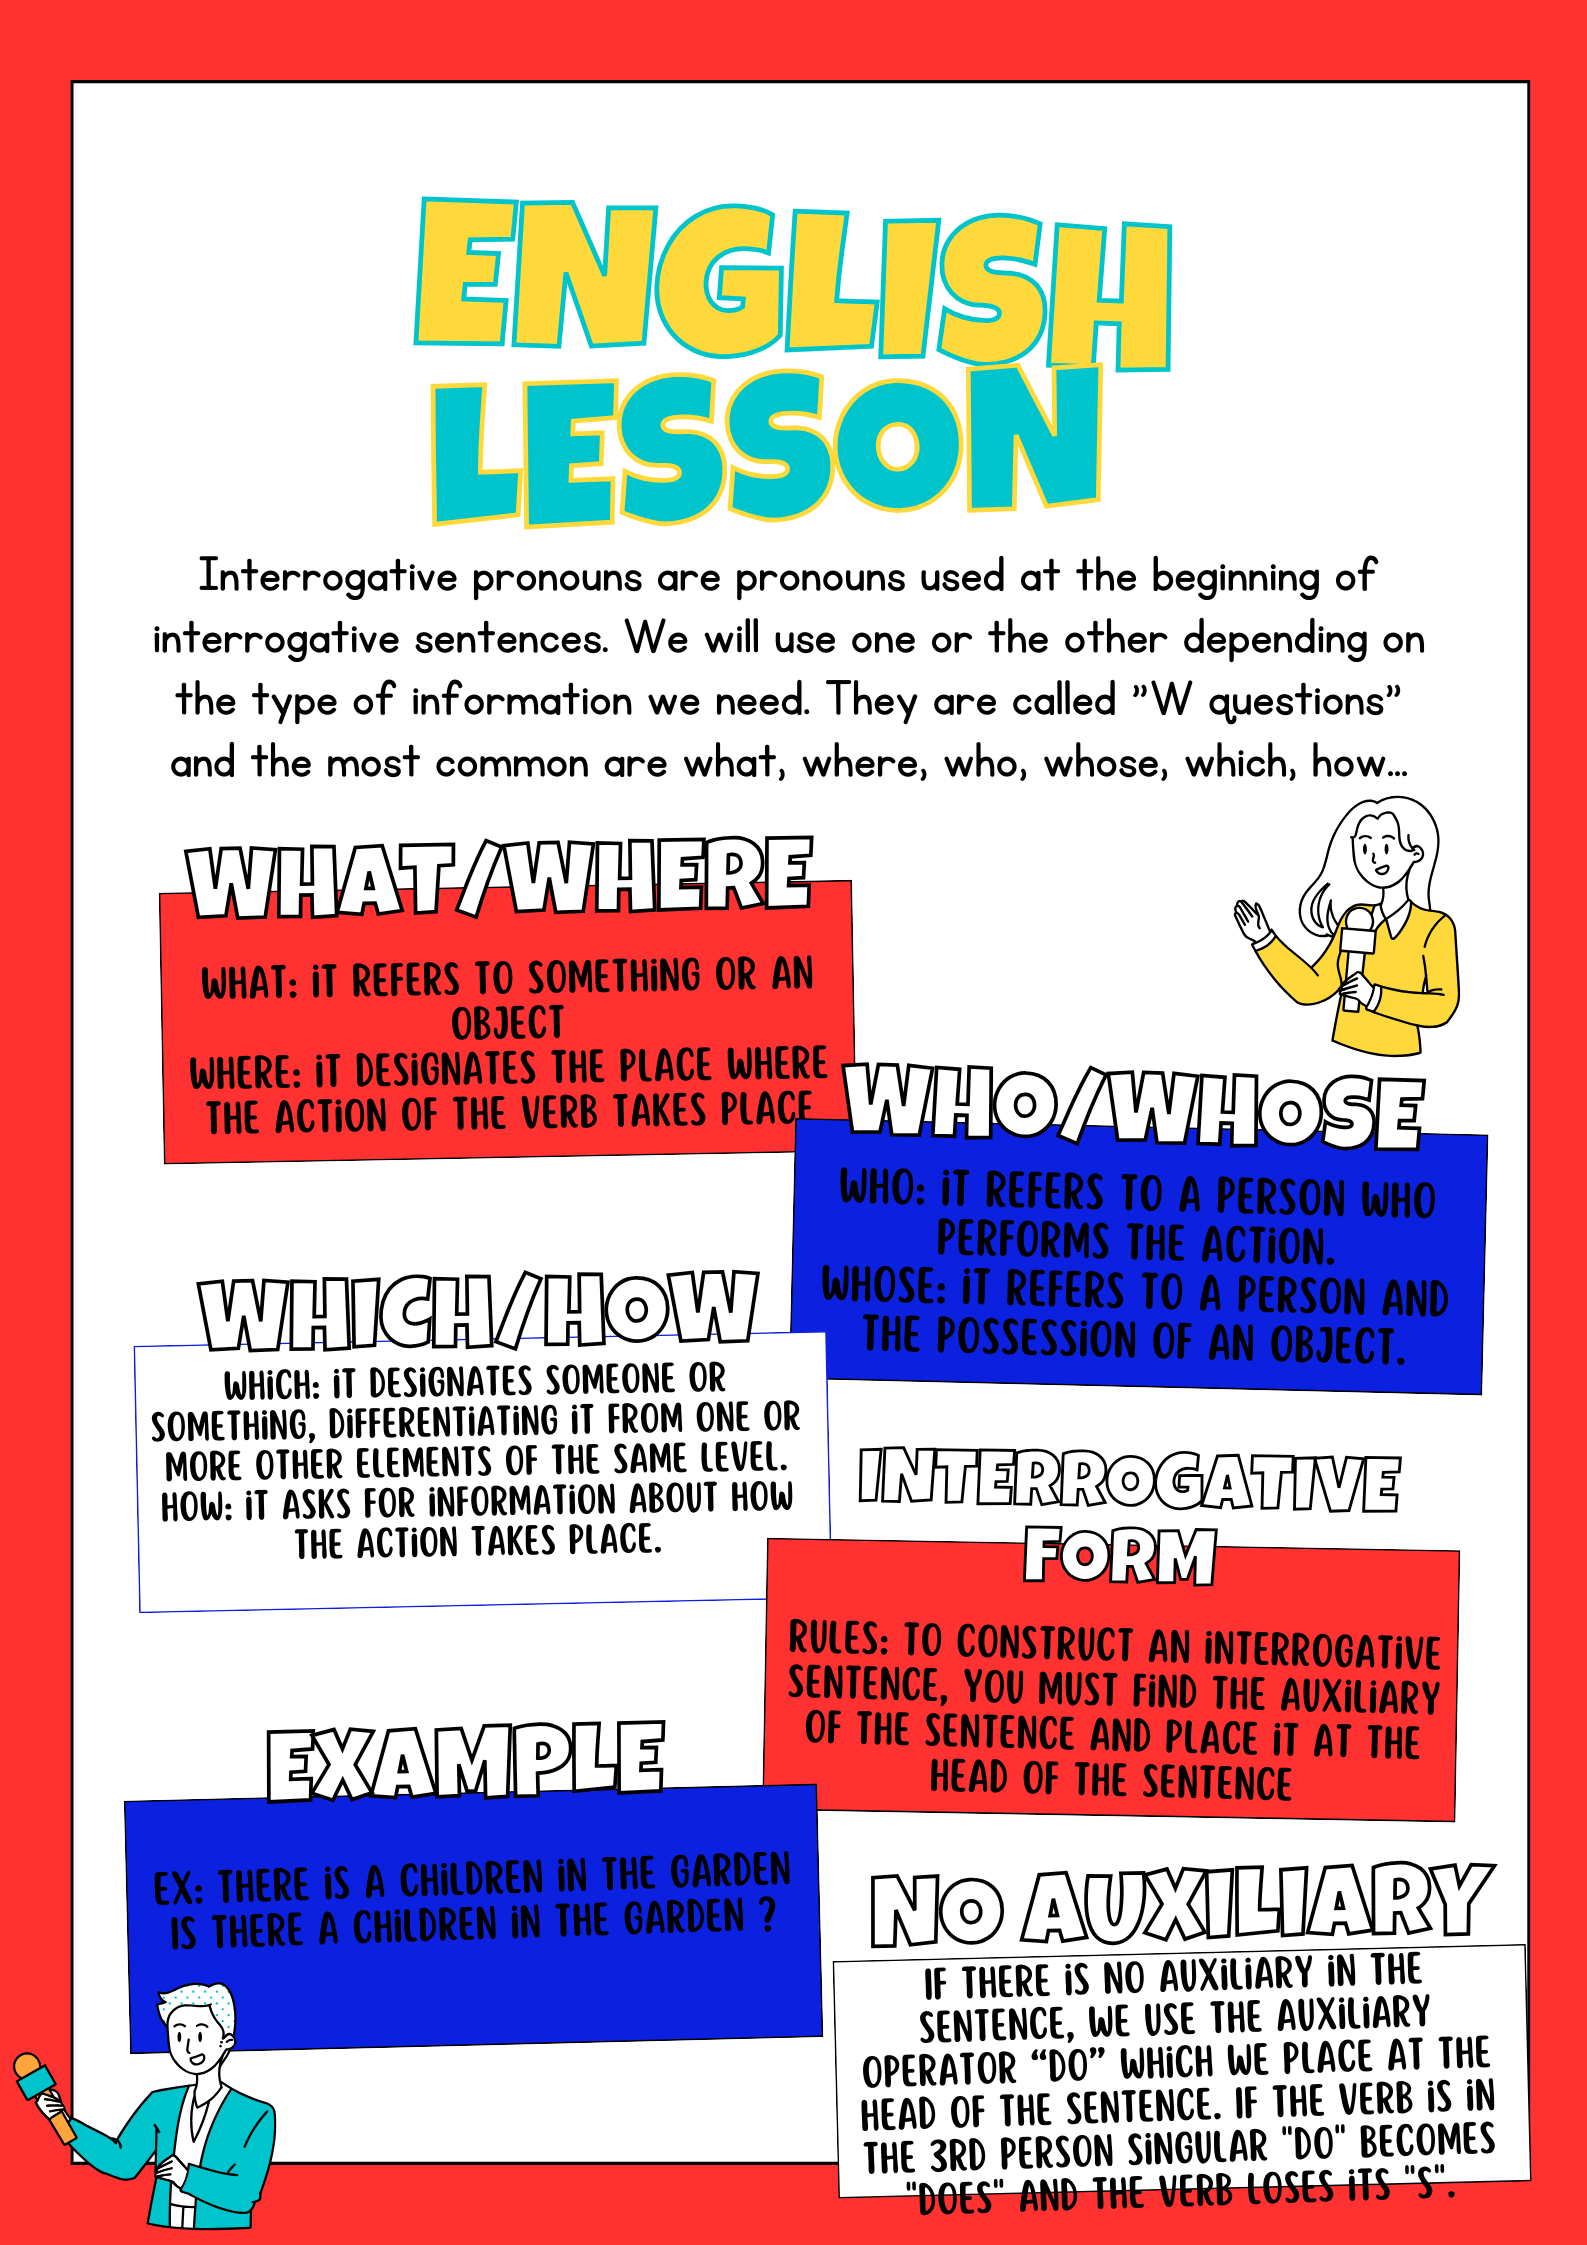 ENGLISH
LESSON
Interrogative pronouns are pronouns used at the beginning of
interrogative sentences. We will use one or the other depending on
the type of information we need. They are called ”W questions”
and the most common are what, where, who, whose, which, how...
WHAT/WHERE
WHAT: IT REFERS TO SOMETHING OR AN
OBJECT
WHERE: IT DESIGNATES THE PLACE WHERE
THE ACTION OF THE VERB TAKES PLACE
WHO/WHOSE
WHO: IT REFERS TO A PERSON WHO
PERFORMS THE ACTION.
WHOSE: IT REFERS TO A PERSON AND
THE POSSESSION OF AN OBJECT.
WHICH/HOW
WHICH: IT DESIGNATES SOMEONE OR
SOMETHING, DIFFERENTIATING IT FROM ONE OR
MORE OTHER ELEMENTS OF THE SAME LEVEL.
HOW: IT ASKS FOR INFORMATION ABOUT HOW
THE ACTION TAKES PLACE.
INTERROGATIVE
FORM
RULES: TO CONSTRUCT AN INTERROGATIVE
SENTENCE, YOU MUST FIND THE AUXILIARY
OF THE SENTENCE AND PLACE IT AT THE
HEAD OF THE SENTENCE
EXAMPLE
EX: THERE IS A CHILDREN IN THE GARDEN
IS THERE A CHILDREN IN THE GARDEN ?
NO AUXILIARY
IF THERE IS NO AUXILIARY IN THE
SENTENCE, WE USE THE AUXILIARY
OPERATOR “DO” WHICH WE PLACE AT THE
HEAD OF THE SENTENCE. IF THE VERB IS IN
THE 3RD PERSON SINGULAR "DO" BECOMES
"DOES" AND THE VERB LOSES ITS "S".